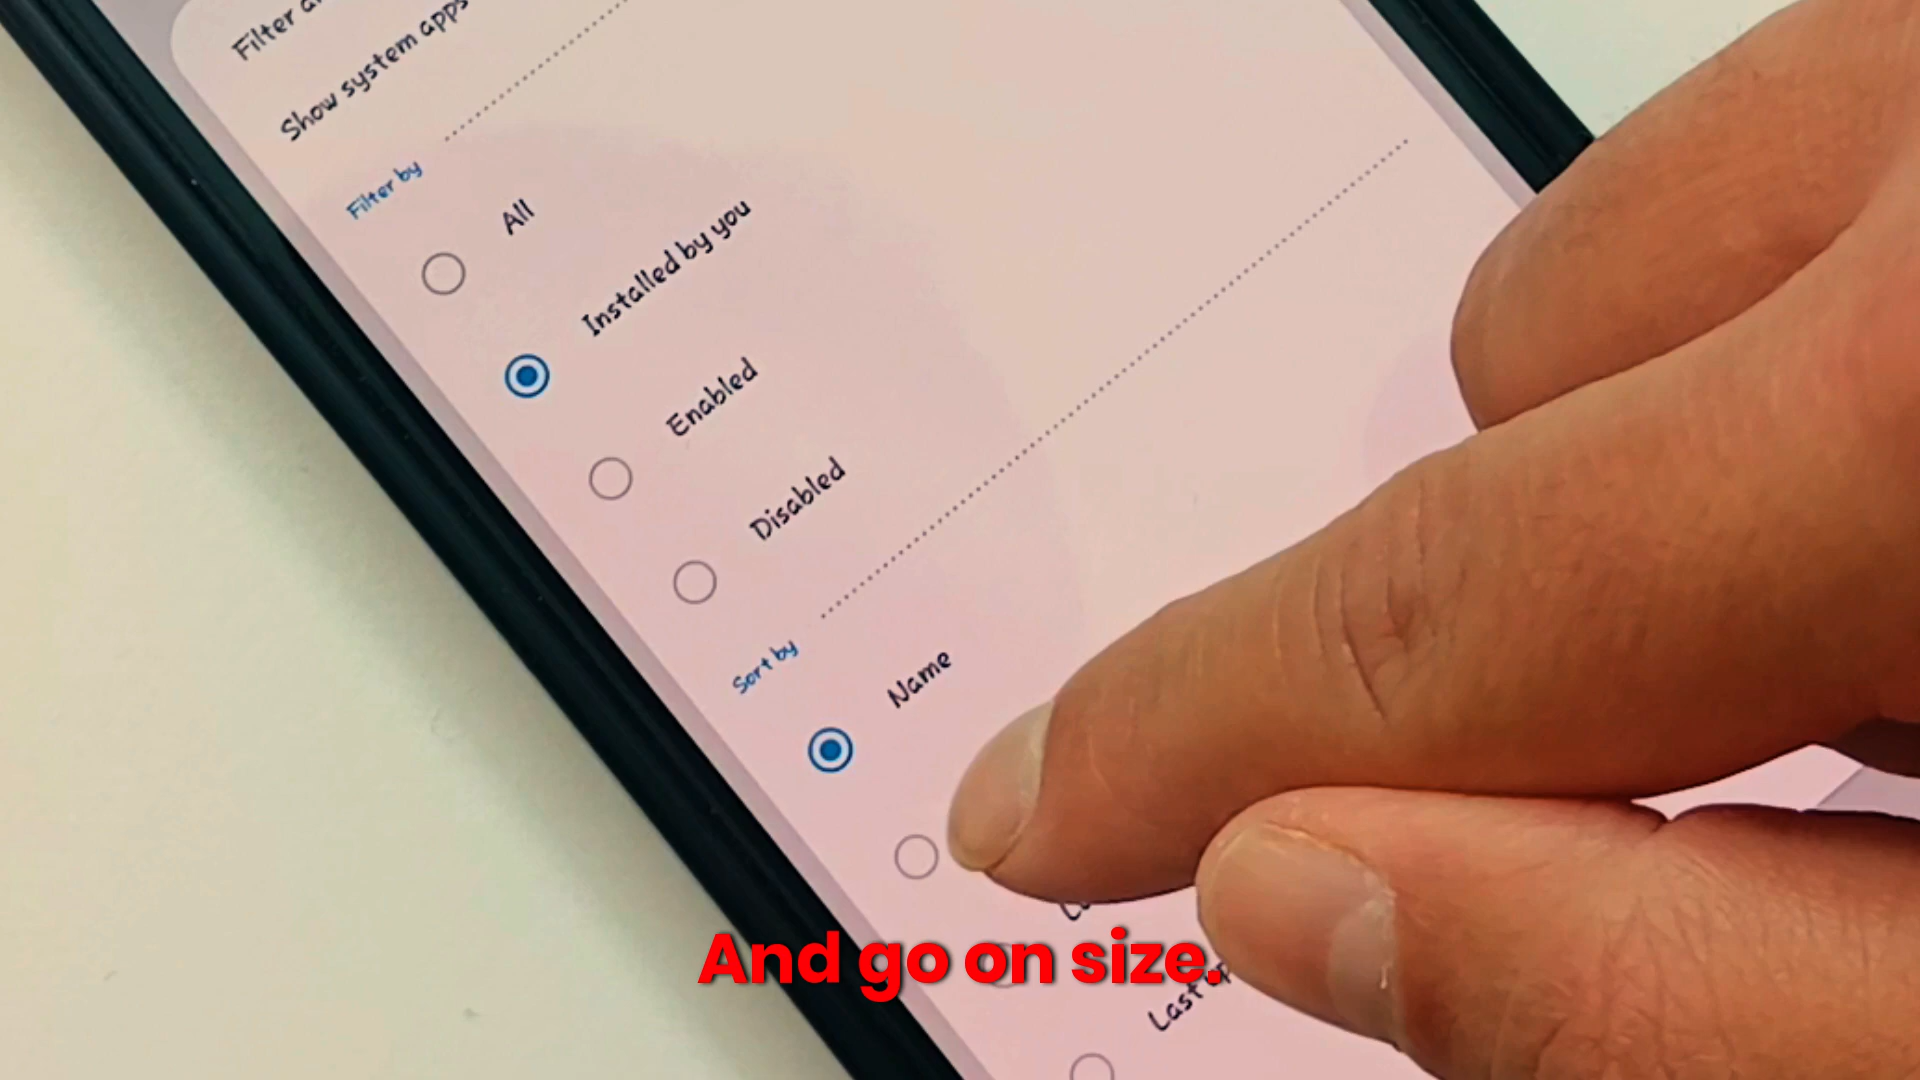 Filter
Show system apps
Filter by
All
Installed by you
Enabled
Disabled
Sort by
Name
Last
And go on size.